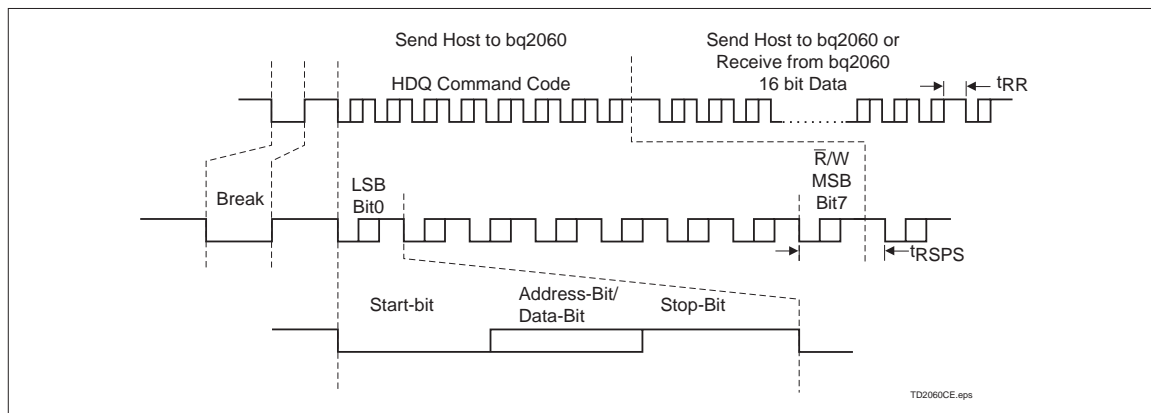 Send Host to bq2060
Send Host to bq2060 or
Receive from bq2060
16 bit Data
HDQ Command Code
tRR
R̅/W
MSB
Bit7
LSB
Bit0
Break
tRSPS
Start-bit
Address-Bit/
Data-Bit
Stop-Bit
TD2060CE.eps